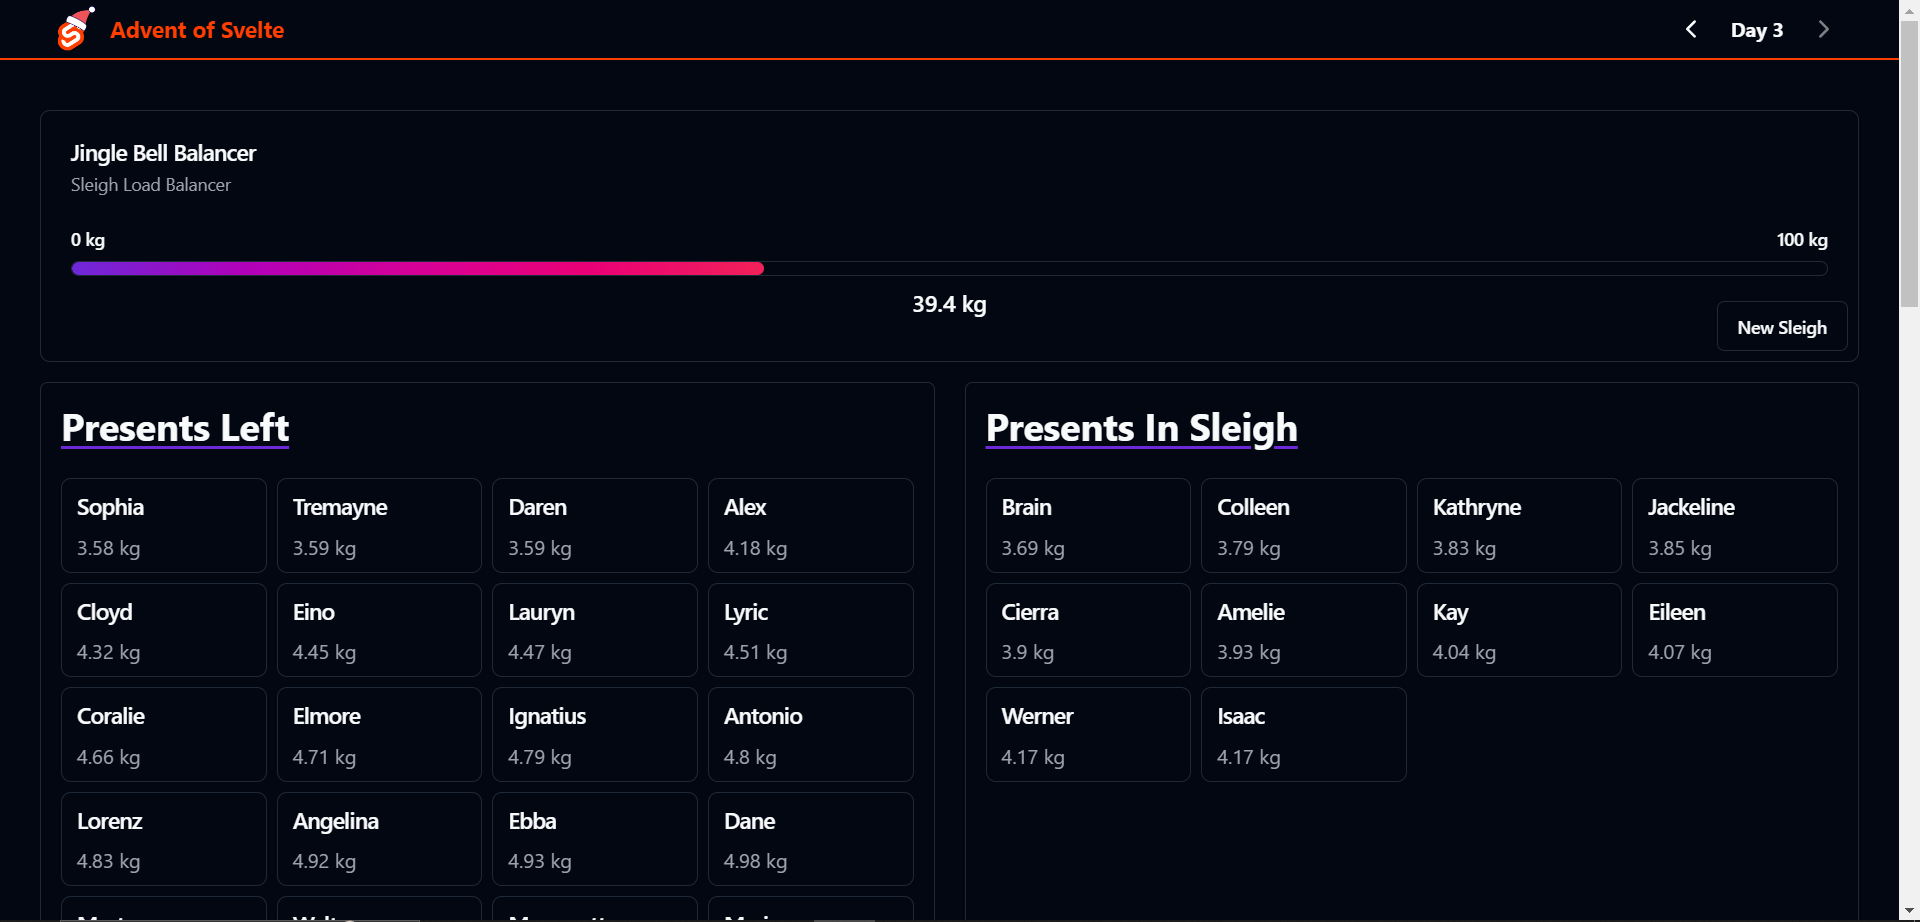 Advent of Svelte
Day 3
Jingle Bell Balancer
Sleigh Load Balancer
0 kg
100 kg
39.4 kg
New Sleigh
Presents Left
Sophia
3.58 kg
Tremayne
3.59 kg
Daren
3.59 kg
Alex
4.18 kg
Cloyd
4.32 kg
Eino
4.45 kg
Lauryn
4.47 kg
Lyric
4.51 kg
Coralie
4.66 kg
Elmore
4.71 kg
Ignatius
4.79 kg
Antonio
4.8 kg
Lorenz
4.83 kg
Angelina
4.92 kg
Ebba
4.93 kg
Dane
4.98 kg
Presents In Sleigh
Brain
3.69 kg
Colleen
3.79 kg
Kathryne
3.83 kg
Jackeline
3.85 kg
Cierra
3.9 kg
Amelie
3.93 kg
Kay
4.04 kg
Eileen
4.07 kg
Werner
4.17 kg
Isaac
4.17 kg